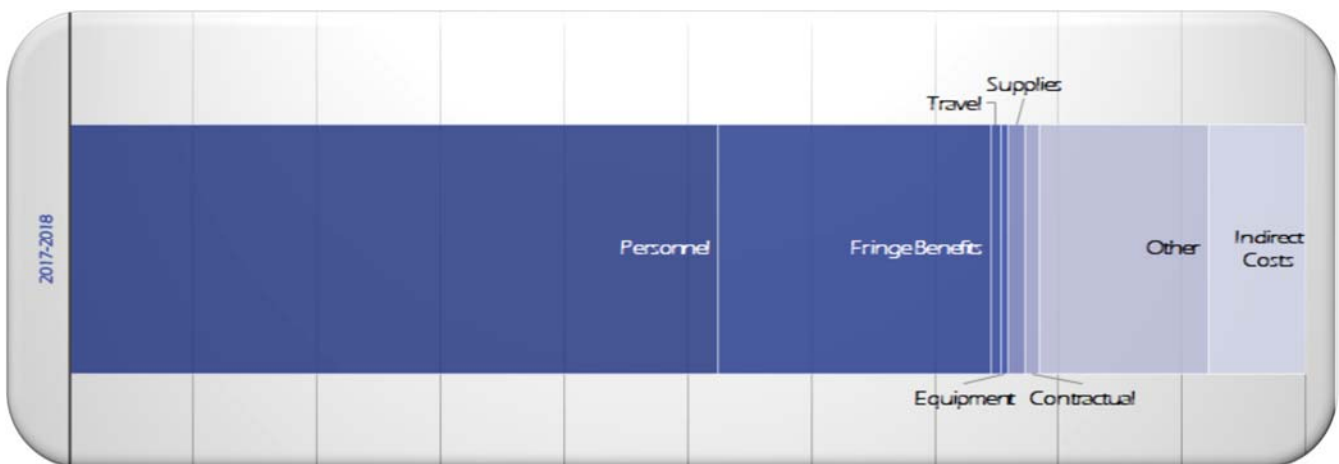 Supplies
Travel
2017-2018
Personnel
Fringe Benefits
Other
Indirect
Costs
Equipment
Contractual